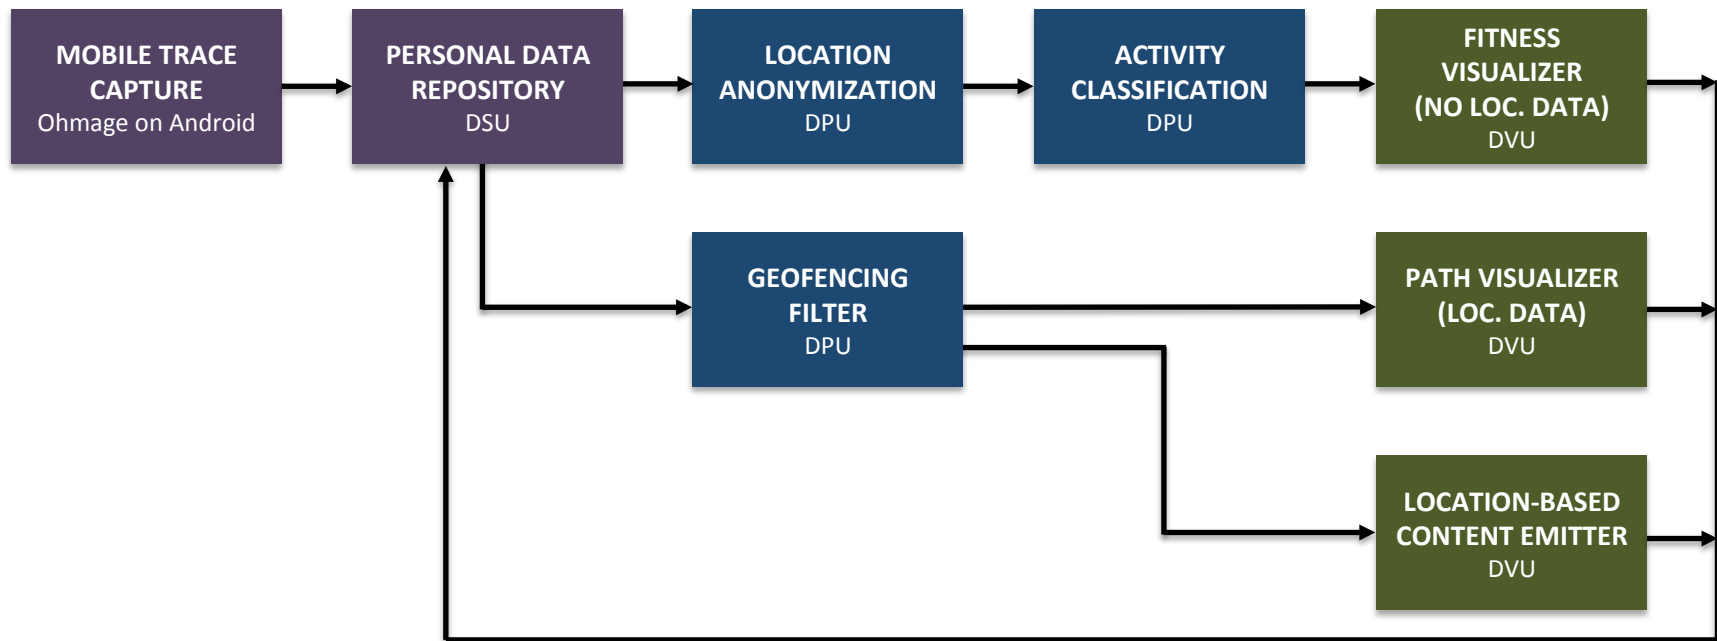 MOBILE TRACE
CAPTURE
Ohmage on Android
PERSONAL DATA
REPOSITORY
DSU
LOCATION
ANONYMIZATION
DPU
ACTIVITY
CLASSIFICATION
DPU
FITNESS
VISUALIZER
(NO LOC. DATA)
DVU
GEOFENCING
FILTER
DPU
PATH VISUALIZER
(LOC. DATA)
DVU
LOCATION-BASED
CONTENT EMITTER
DVU